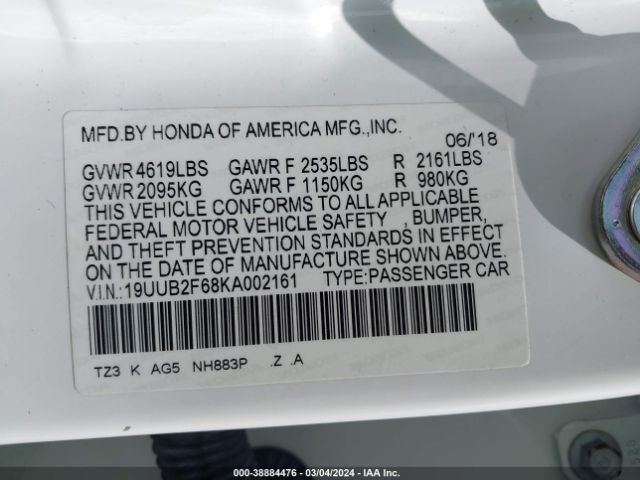 MFD.BY HONDA OF AMERICA MFG.,INC.
06/'18
GVWR 4619LBS GAWR F 2535LBS R 2161LBS
GVWR 2095KG GAWR F 1150KG R 980KG
THIS VEHICLE CONFORMS TO ALL APPLICABLE
FEDERAL MOTOR VEHICLE SAFETY , BUMPER,
AND THEFT PREVENTION STANDARDS IN EFFECT
ON THE DATE OF MANUFACTURE SHOWN ABOVE.
V.I.N.:19UUB2F68KA002161 TYPE:PASSENGER CAR
TZ3 K AG5 NH883P .Z .A
000-38884476 - 03/04/2024 - IAA Inc.